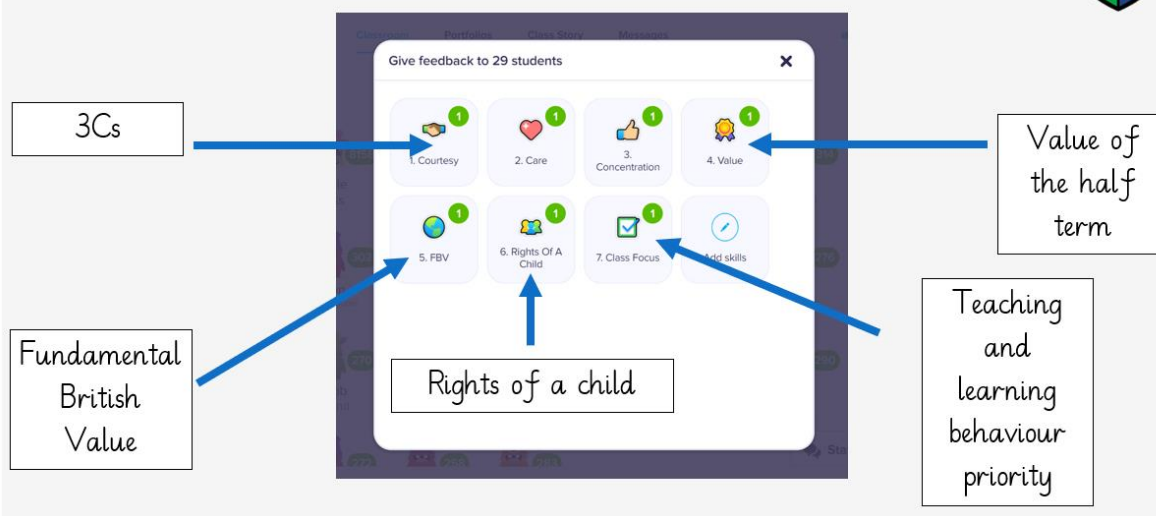 Classroom Portfolios Class Story Messages
Give feedback to 29 students
3Cs
1
1
1
1
1. Courtesy
2. Care
3.
Concentration
4. Value
Value of
the half
term
1
1
1
5. FBV
6. Rights Of A
Child
7. Class Focus
Add skills
Fundamental
British
Value
Rights of a child
Teaching
and
learning
behaviour
priority
270
272